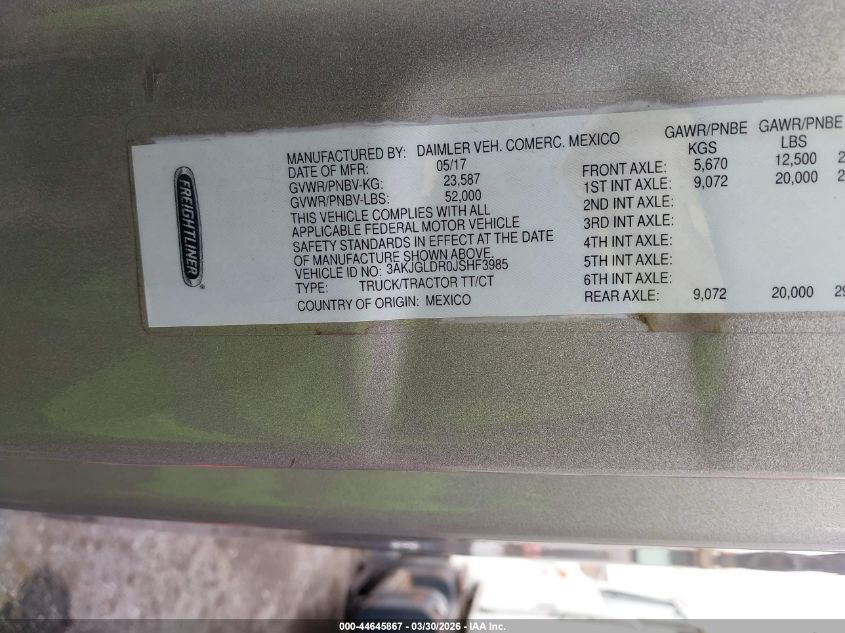 FREIGHTLINER
MANUFACTURED BY: DAIMLER VEH. COMERC. MEXICO
DATE OF MFR: 05/17
GVWR/PNBV-KG: 23,587
GVWR/PNBV-LBS: 52,000
THIS VEHICLE COMPLIES WITH ALL
APPLICABLE FEDERAL MOTOR VEHICLE
SAFETY STANDARDS IN EFFECT AT THE DATE
OF MANUFACTURE SHOWN ABOVE.
VEHICLE ID NO: 3AKJGLDR0JSHF3985
TYPE: TRUCK/TRACTOR TT/CT
COUNTRY OF ORIGIN: MEXICO
GAWR/PNBE GAWR/PNBE
KGS LBS
FRONT AXLE: 5,670 12,500
1ST INT AXLE: 9,072 20,000
2ND INT AXLE:
3RD INT AXLE:
4TH INT AXLE:
5TH INT AXLE:
6TH INT AXLE:
REAR AXLE: 9,072 20,000
000-44645867 - 03/30/2026 - IAA Inc.